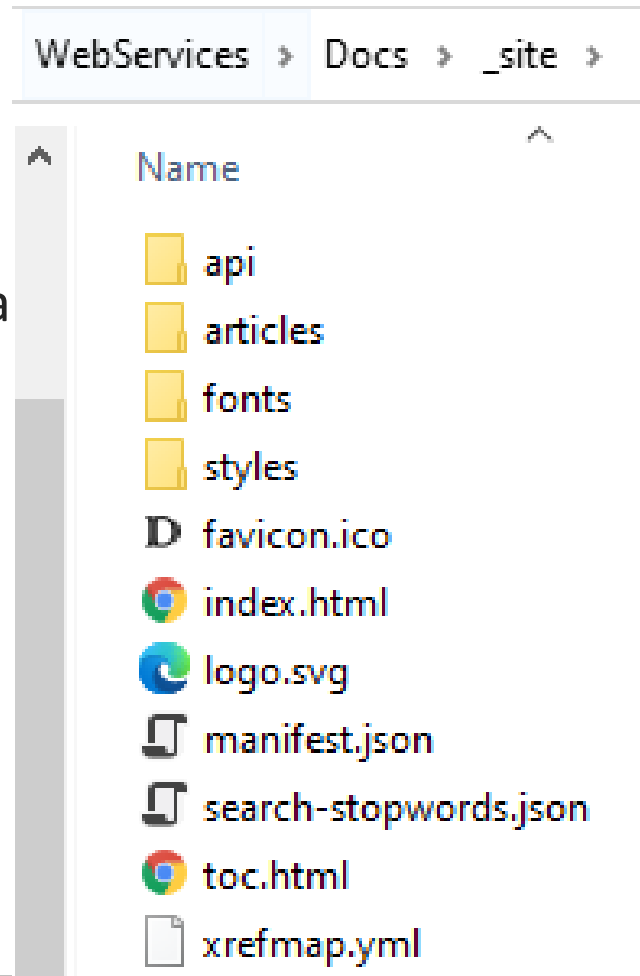 WebServices > Docs > _site >
Name
a
api
articles
fonts
styles
D favicon.ico
index.html
logo.svg
manifest.json
search-stopwords.json
toc.html
xrefmap.yml